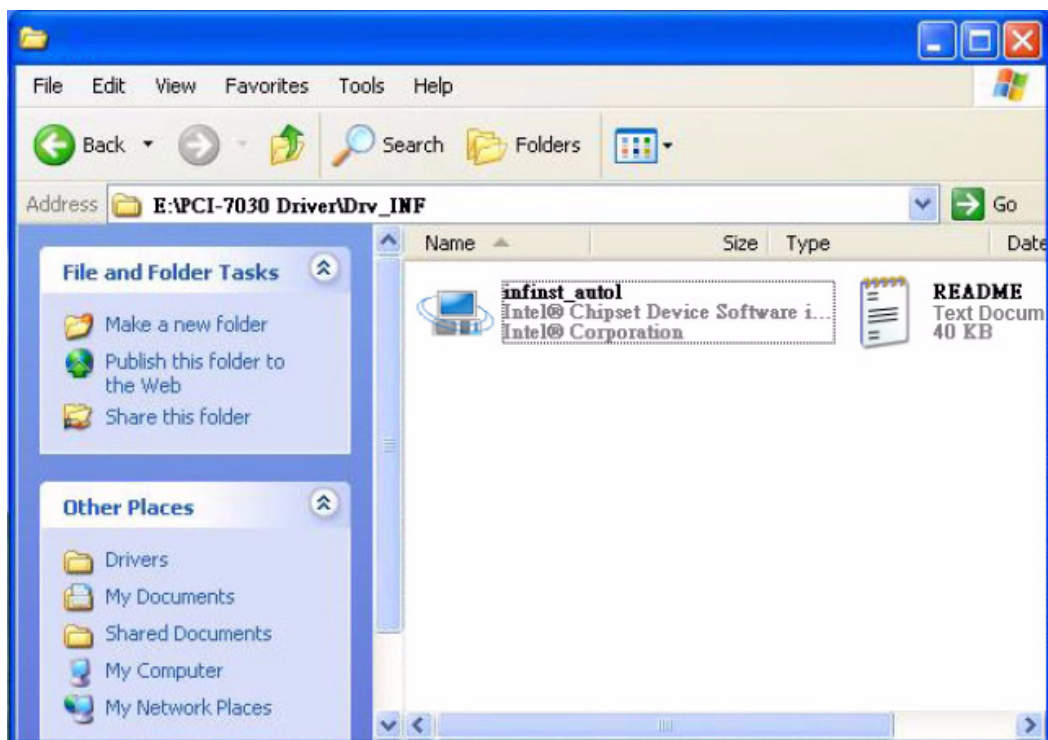 File Edit View Favorites Tools Help
Back Search Folders
Address E:\PCI-7030 Driver\Drv_INF Go
Name Size Type Date
File and Folder Tasks
Make a new folder
Publish this folder to
the Web
Share this folder
Other Places
Drivers
My Documents
Shared Documents
My Computer
My Network Places
infinst_autol
Intel® Chipset Device Software i...
Intel® Corporation
README
Text Docum
40 KB